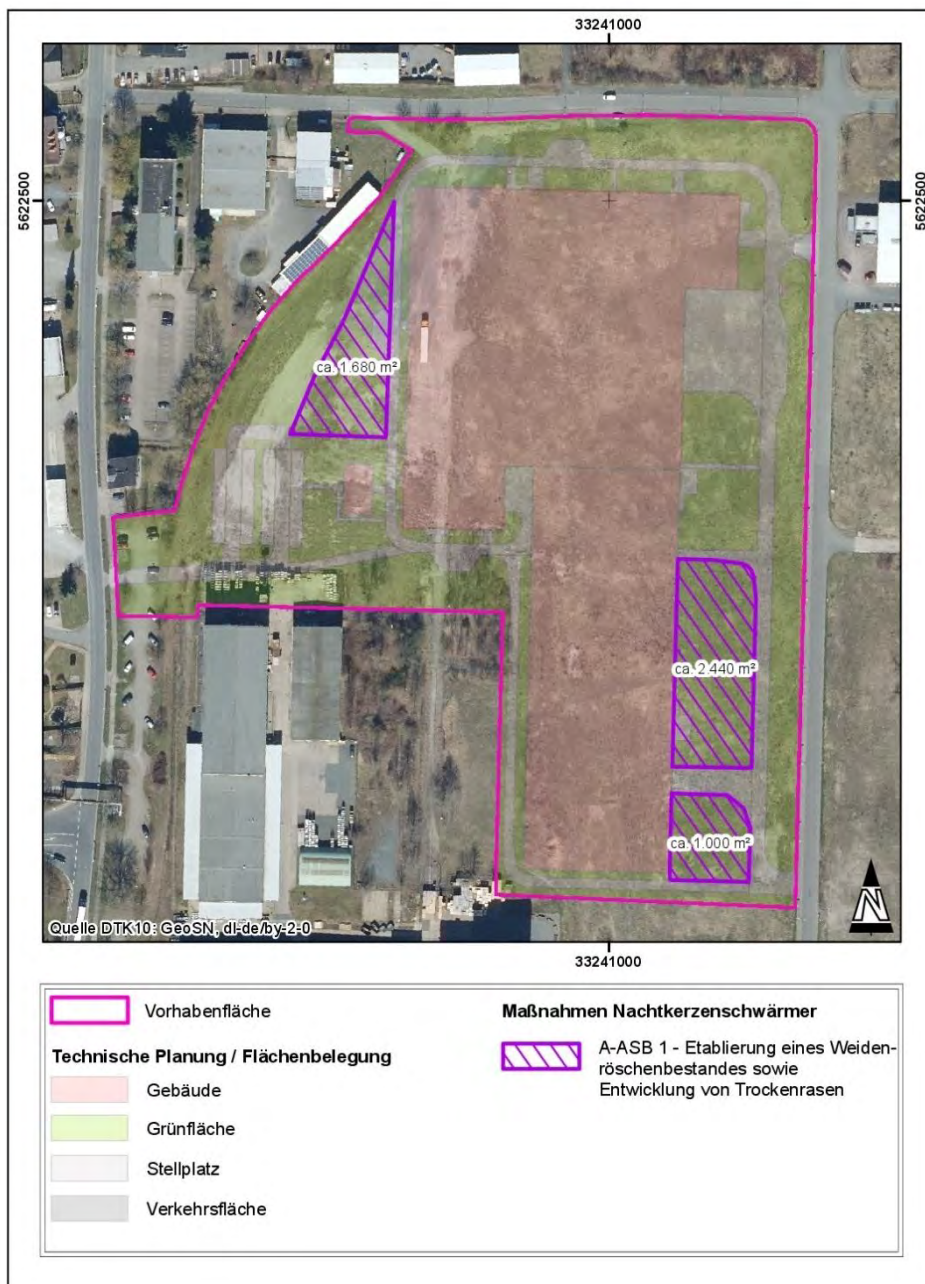 33241000
5622500
5622500
ca. 1.680 m²
ca. 2.440 m²
ca. 1.000 m²
N
Quelle DTK10: GeoSN, dl-de/by-2-0
33241000
Vorhabenfläche
Technische Planung / Flächenbelegung
Gebäude
Grünfläche
Stellplatz
Verkehrsfläche
Maßnahmen Nachtkerzenschwärmer
A-ASB 1 - Etablierung eines Weiden-
röschenbestandes sowie
Entwicklung von Trockenrasen